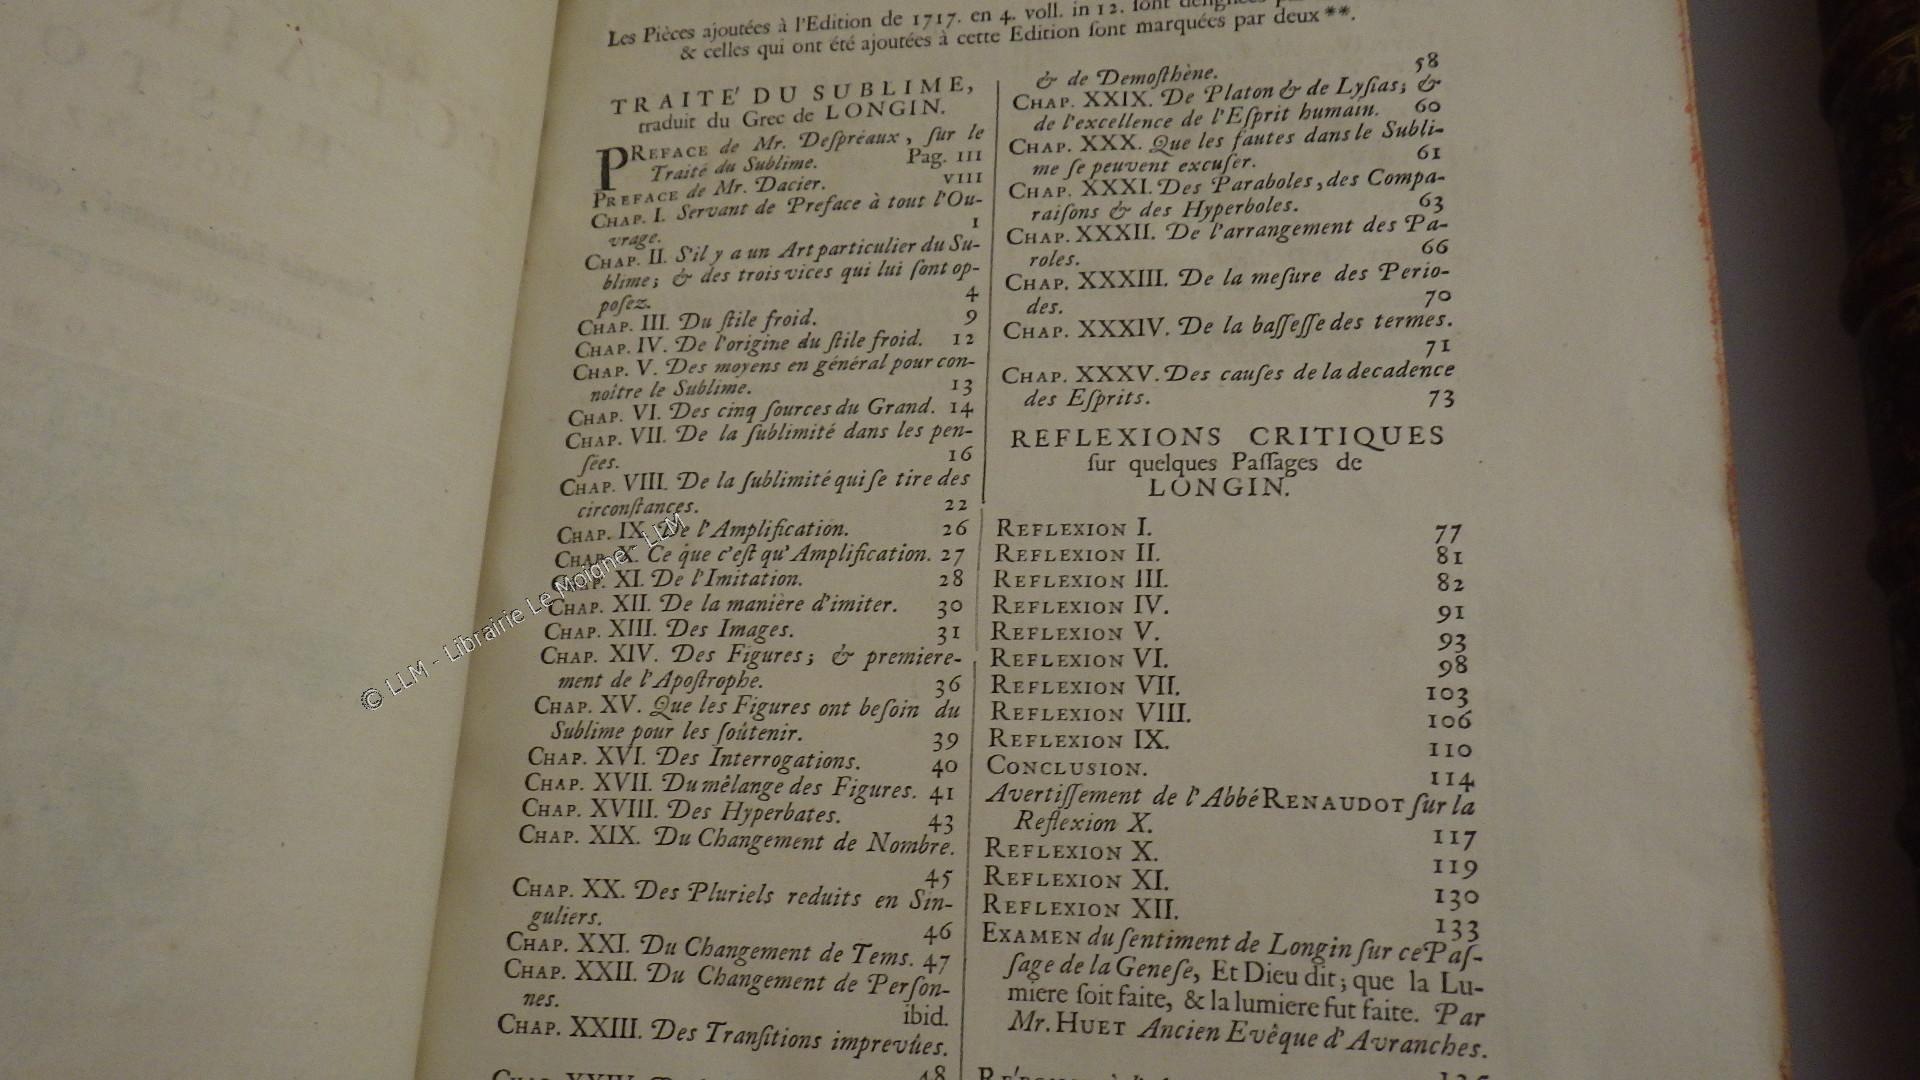 Les Pièces ajoutées à l'Edition de 1717. en 4. voll. in 12. ſont
& celles qui ont été ajoutées à cette Edition ſont marquées par deux **.
TRAITE' DU SUBLIME,
traduit du Grec de LONGIN.
PREFACE de Mr. Deſpréaux, ſur le
Traité du Sublime. Pag. III
PREFACE de Mr. Dacier. VIII
CHAP. I. Servant de Preface à tout l'Ou-
vrage. 1
CHAP. II. S'il y a un Art particulier du Su-
blime; & des trois vices qui lui ſont op-
poſez. 4
CHAP. III. Du ſtile froid. 9
CHAP. IV. De l'origine du ſtile froid. 12
CHAP. V. Des moyens en général pour con-
noître le Sublime. 13
CHAP. VI. Des cinq ſources du Grand. 14
CHAP. VII. De la ſublimité dans les pen-
ſées. 16
CHAP. VIII. De la ſublimité qui ſe tire des
circonſtances. 22
CHAP. IX. De l'Amplification. 26
CHAP. X. Ce que c'eſt qu'Amplification. 27
CHAP. XI. De l'Imitation. 28
CHAP. XII. De la manière d'imiter. 30
CHAP. XIII. Des Images. 31
CHAP. XIV. Des Figures; & premiere-
ment de l'Apoſtrophe. 36
CHAP. XV. Que les Figures ont beſoin du
Sublime pour les ſoûtenir. 39
CHAP. XVI. Des Interrogations. 40
CHAP. XVII. Du mêlange des Figures. 41
CHAP. XVIII. Des Hyperbates. 43
CHAP. XIX. Du Changement de Nombre.
45
CHAP. XX. Des Pluriels reduits en Sin-
guliers. 46
CHAP. XXI. Du Changement de Tems. 47
CHAP. XXII. Du Changement de Perſon-
nes. ibid.
CHAP. XXIII. Des Tranſitions imprevûes.
48
& de Demoſthène. 58
CHAP. XXIX. De Platon & de Lyſias; &
de l'excellence de l'Eſprit humain. 60
CHAP. XXX. Que les fautes dans le Subli-
me ſe peuvent excuſer. 61
CHAP. XXXI. Des Paraboles, des Compa-
raiſons & des Hyperboles. 63
CHAP. XXXII. De l'arrangement des Pa-
roles. 66
CHAP. XXXIII. De la meſure des Perio-
des. 70
CHAP. XXXIV. De la baſſeſſe des termes.
71
CHAP. XXXV. Des cauſes de la decadence
des Eſprits. 73
REFLEXIONS CRITIQUES
ſur quelques Paſſages de
LONGIN.
REFLEXION I. 77
REFLEXION II. 81
REFLEXION III. 82
REFLEXION IV. 91
REFLEXION V. 93
REFLEXION VI. 98
REFLEXION VII. 103
REFLEXION VIII. 106
REFLEXION IX. 110
CONCLUSION. 114
Avertiſſement de l'Abbé RENAUDOT ſur la
Reflexion X. 117
REFLEXION X. 119
REFLEXION XI. 130
REFLEXION XII. 133
EXAMEN du ſentiment de Longin ſur ce Paſ-
ſage de la Geneſe, Et Dieu dit; que la Lu-
miere ſoit faite, & la lumiere fut faite. Par
Mr. HUET Ancien Evêque d'Avranches.
© LLM - Librairie Le Moigne - LLM